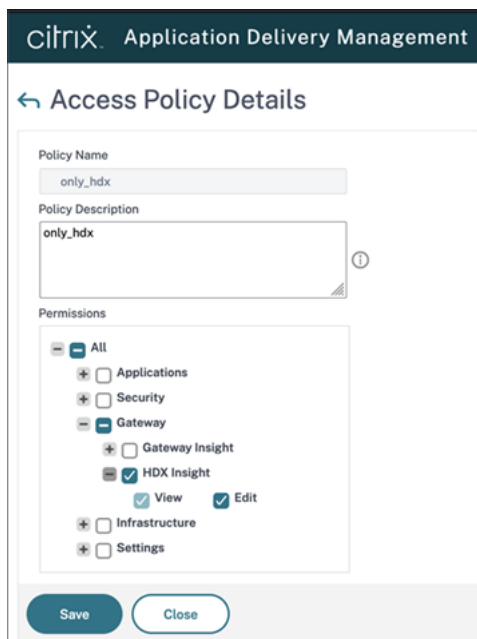 citrix. Application Delivery Management
Access Policy Details
Policy Name
only_hdx
Policy Description
only_hdx
Permissions
All
Applications
Security
Gateway
Gateway Insight
HDX Insight
View Edit
Infrastructure
Settings
Save Close